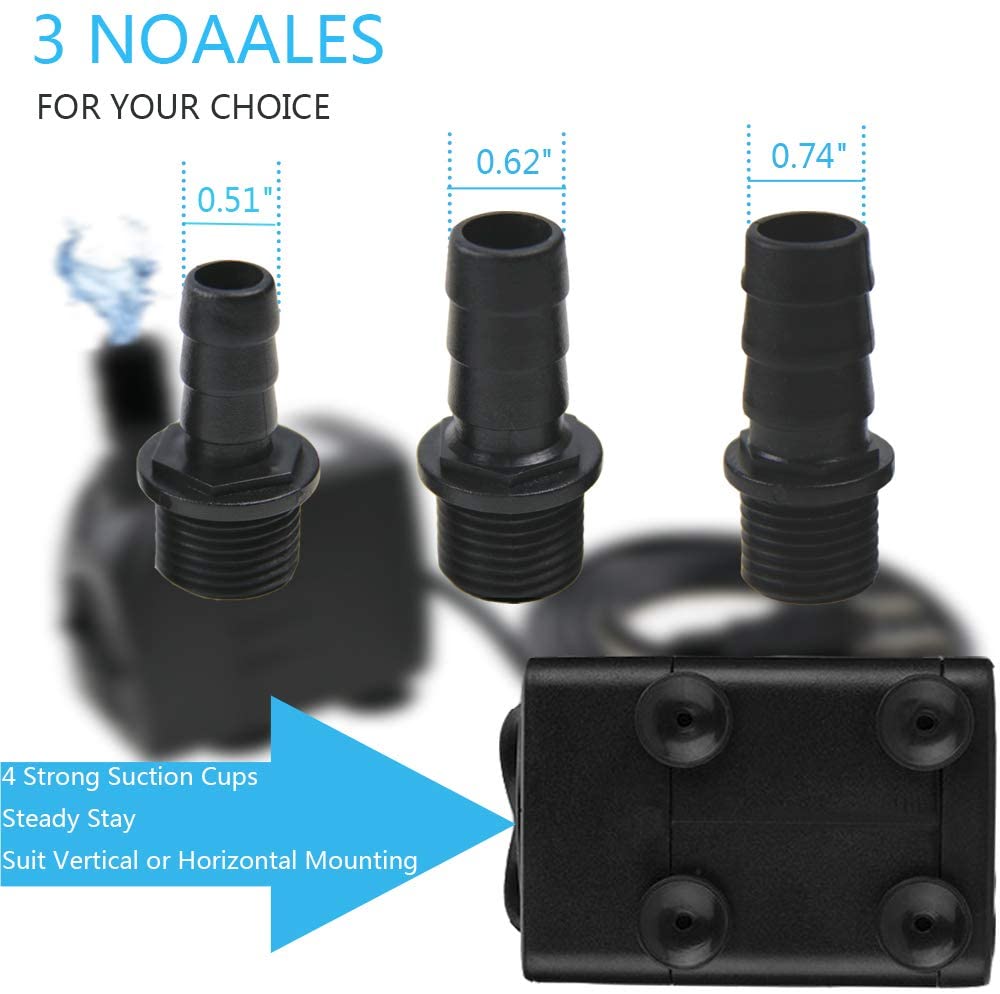 3 NOAALES
FOR YOUR CHOICE
0.51"
0.62"
0.74"
4 Strong Suction Cups
Steady Stay
Suit Vertical or Horizontal Mounting